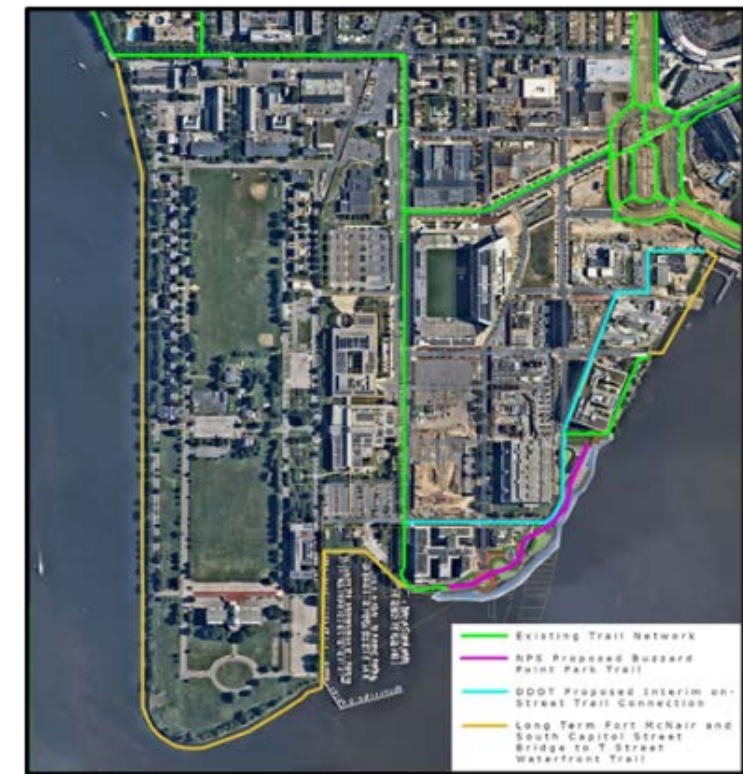 Existing Trail Network
NPS Proposed Buzzard
Point Park Trail
DDOT Proposed Interim on-
Street Trail Connection
Long Term Fort McNair and
South Capitol Street
Bridge to T Street
Waterfront Trail